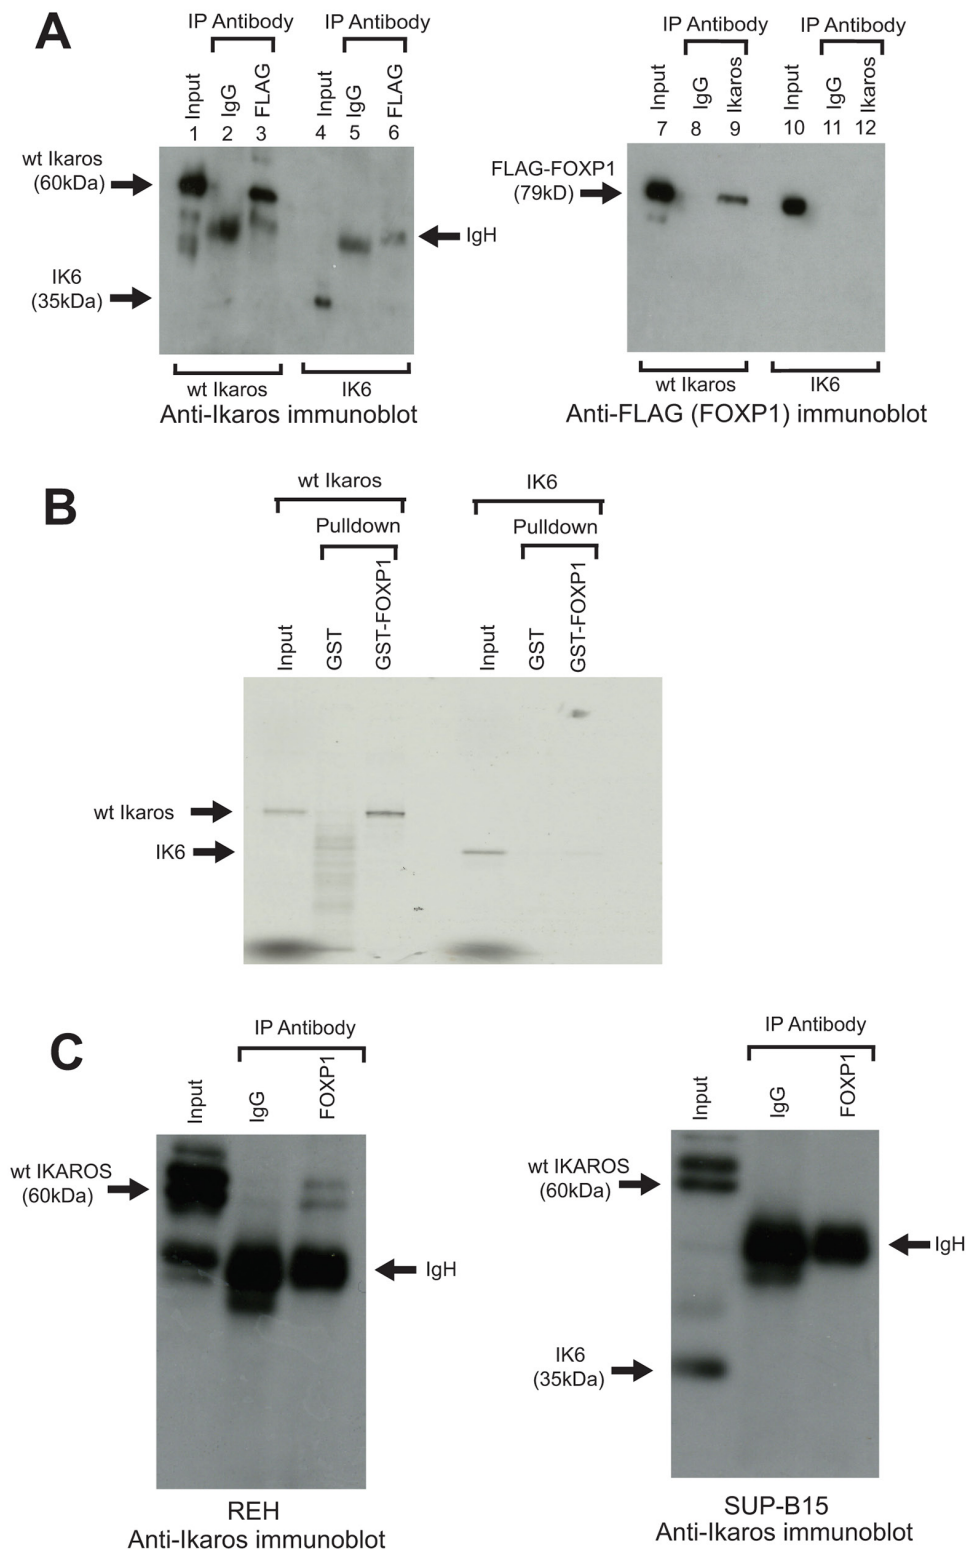 A
IP Antibody
IP Antibody
Input
IgG
FLAG
Input
IgG
FLAG
1 2 3 4 5 6
wt Ikaros
(60kDa)
IgH
IK6
(35kDa)
wt Ikaros
IK6
Anti-Ikaros immunoblot
IP Antibody
IP Antibody
Input
IgG
Ikaros
Input
IgG
Ikaros
7 8 9 10 11 12
FLAG-FOXP1
(79kD)
wt Ikaros
IK6
Anti-FLAG (FOXP1) immunoblot
B
wt Ikaros
IK6
Pulldown
Pulldown
Input
GST
GST-FOXP1
Input
GST
GST-FOXP1
wt Ikaros
IK6
C
IP Antibody
Input
IgG
FOXP1
wt IKAROS
(60kDa)
IgH
REH
Anti-Ikaros immunoblot
IP Antibody
Input
IgG
FOXP1
wt IKAROS
(60kDa)
IgH
IK6
(35kDa)
SUP-B15
Anti-Ikaros immunoblot